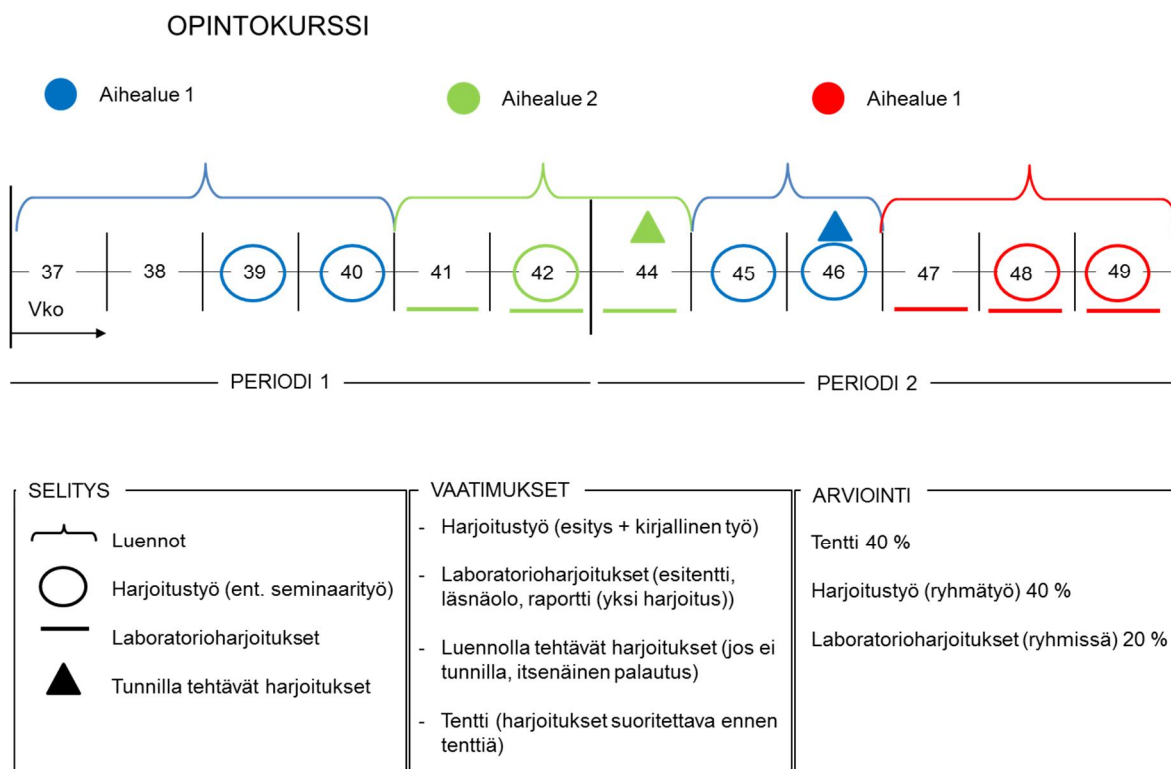 OPINTOKURSSI
Aihealue 1
Aihealue 2
Aihealue 1
37
38
39
40
41
42
44
45
46
47
48
49
Vko
PERIODI 1
PERIODI 2
SELITYS
Luennot
Harjoitustyö (ent. seminaarityö)
Laboratorioharjoitukset
Tunnilla tehtävät harjoitukset
VAATIMUKSET
- Harjoitustyö (esitys + kirjallinen työ)
- Laboratorioharjoitukset (esitentti,
läsnäolo, raportti (yksi harjoitus))
- Luennolla tehtävät harjoitukset (jos ei
tunnilla, itsenäinen palautus)
- Tentti (harjoitukset suoritettava ennen
tenttiä)
ARVIOINTI
Tentti 40 %
Harjoitustyö (ryhmätyö) 40 %
Laboratorioharjoitukset (ryhmissä) 20 %